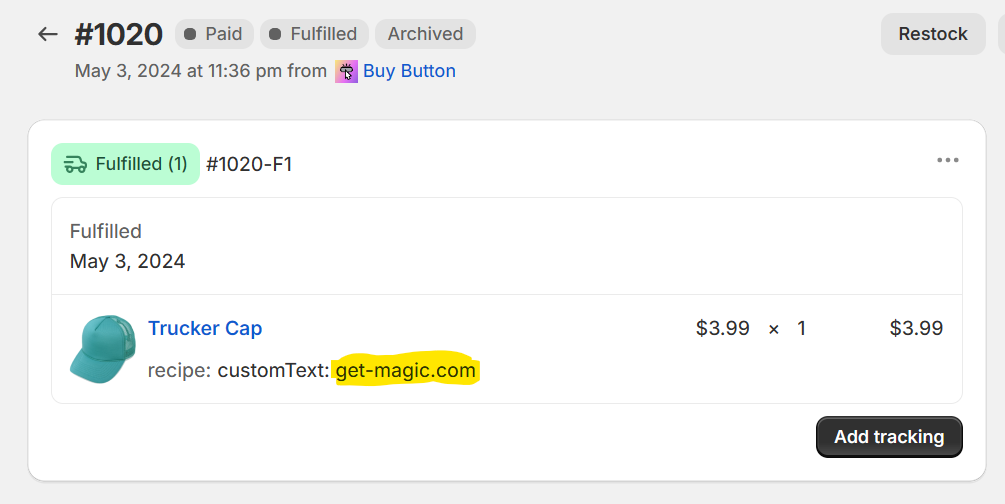 #1020 Paid Fulfilled Archived Restock
May 3, 2024 at 11:36 pm from Buy Button
Fulfilled (1) #1020-F1
Fulfilled
May 3, 2024
Trucker Cap $3.99 × 1 $3.99
recipe: customText: get-magic.com
Add tracking